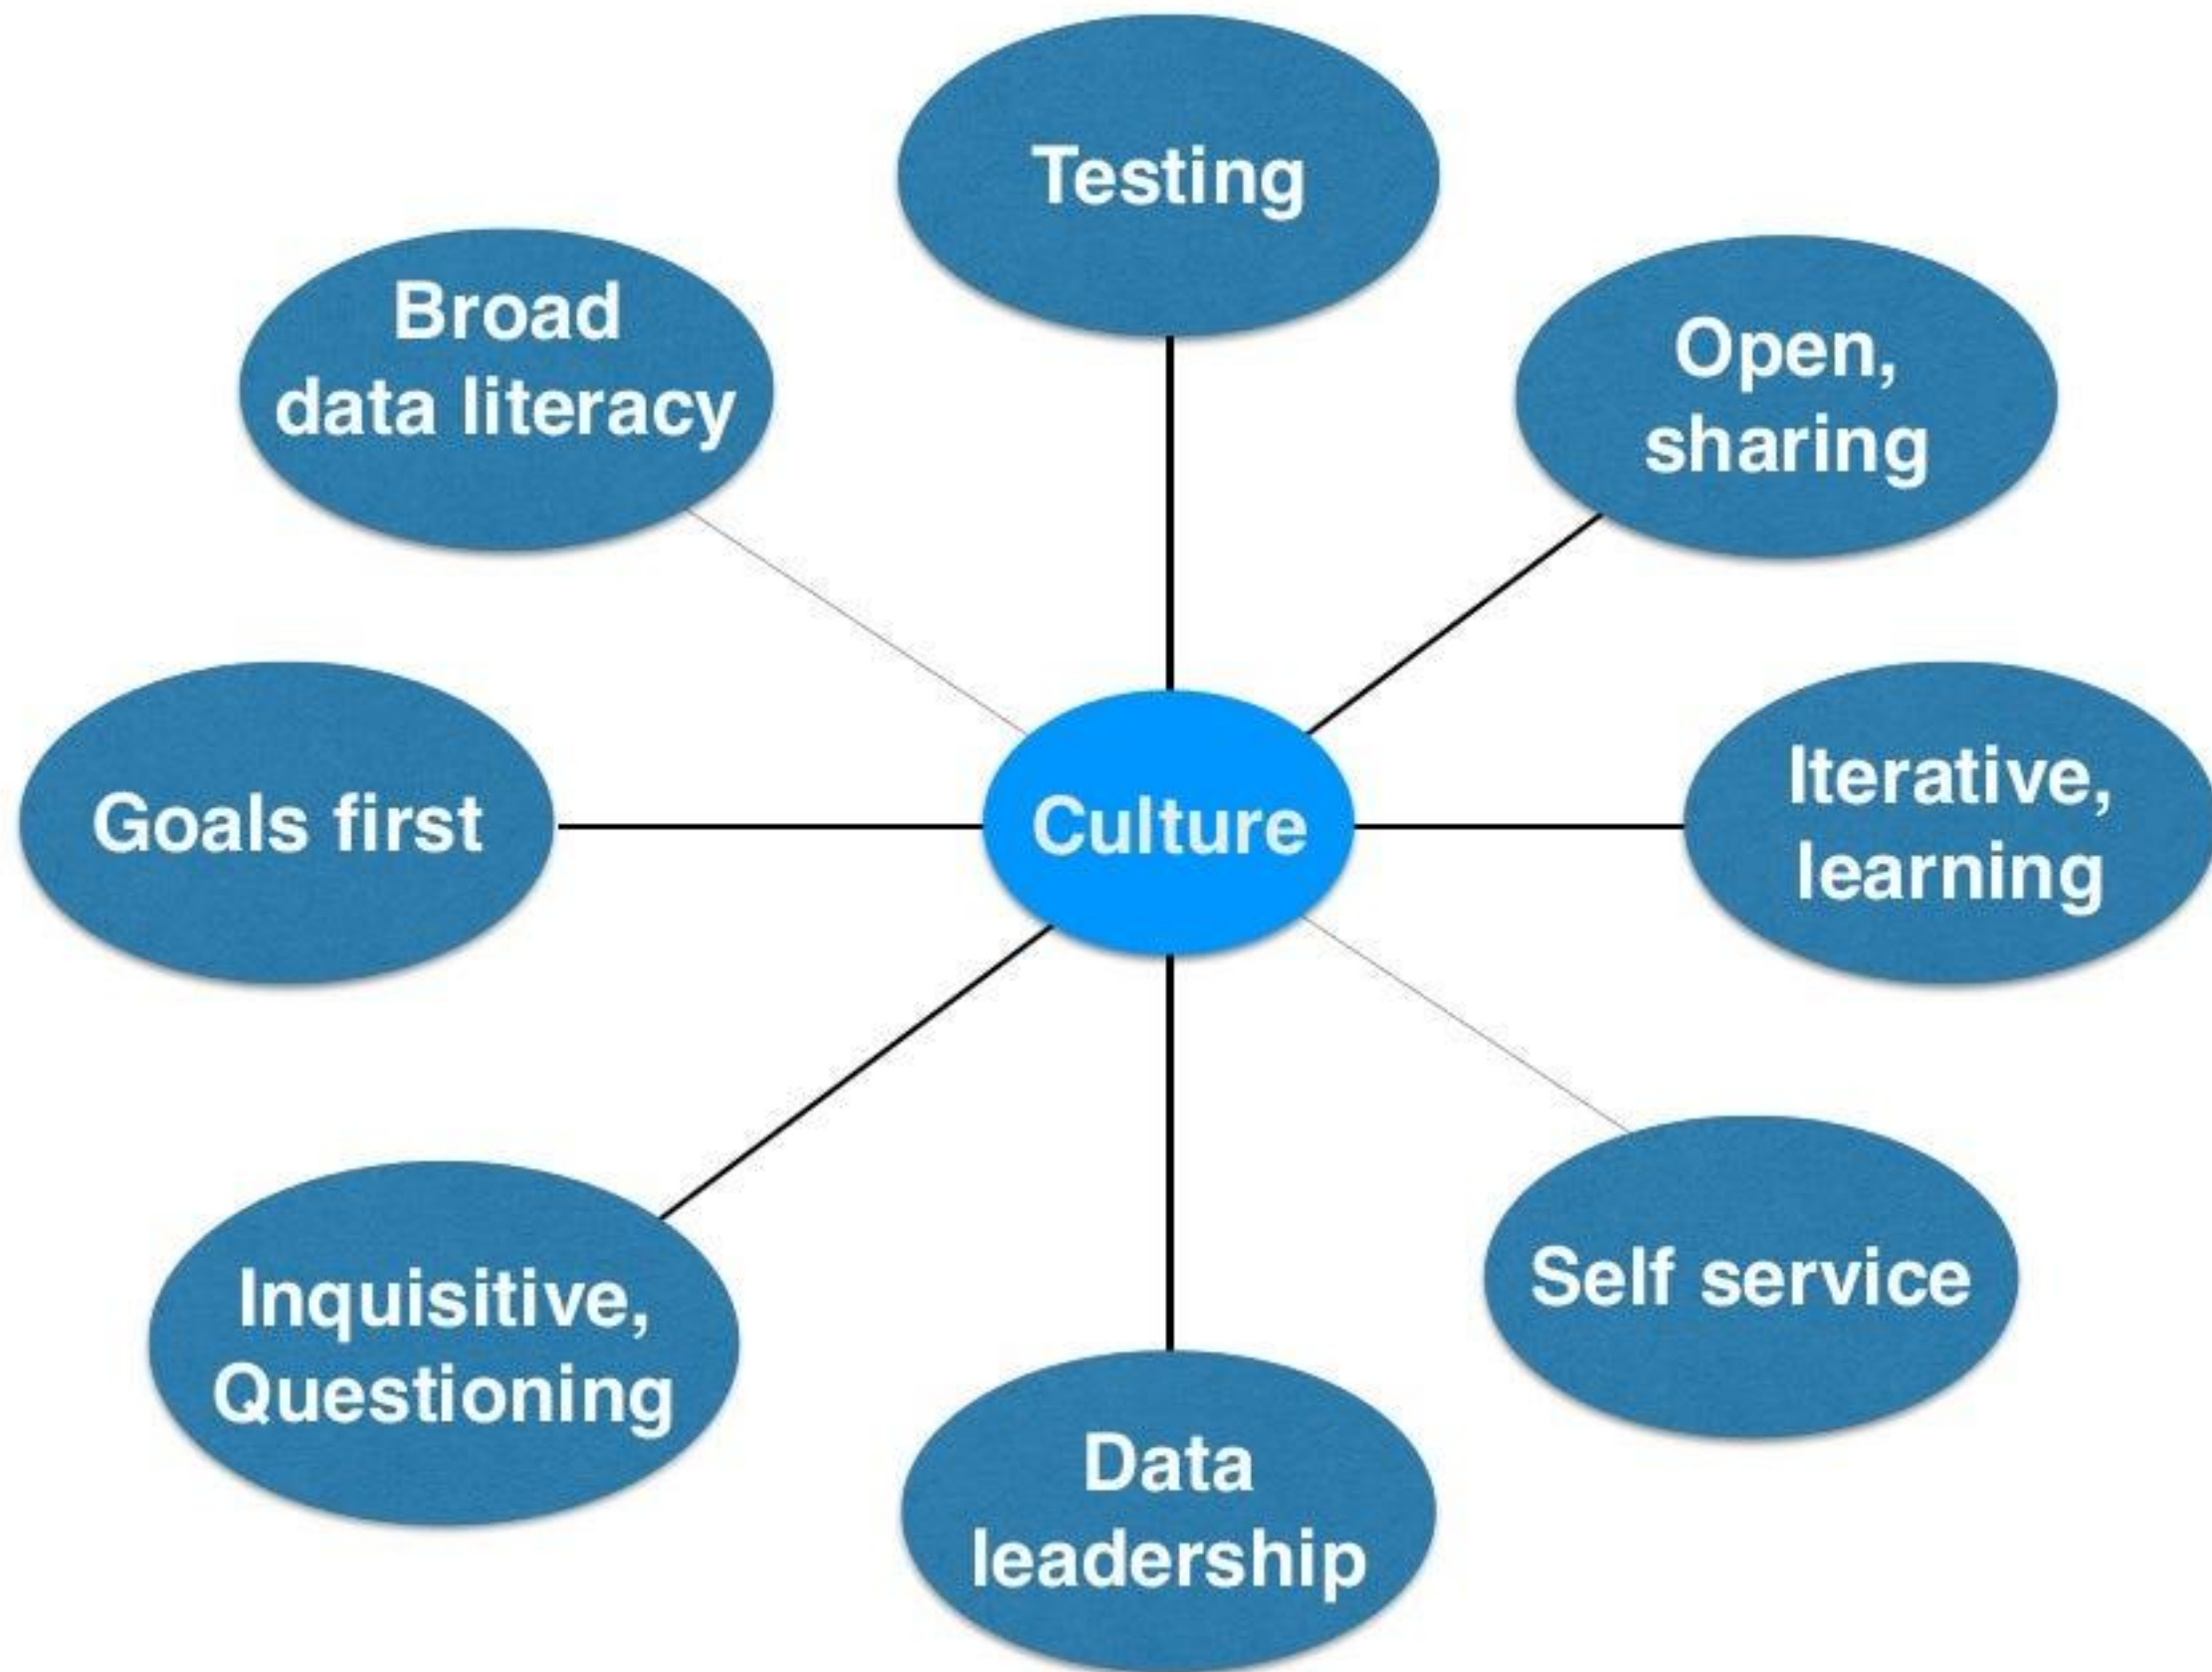 Testing
Broad
data literacy
Open,
sharing
Goals first
Culture
Iterative,
learning
Inquisitive,
Questioning
Self service
Data
leadership